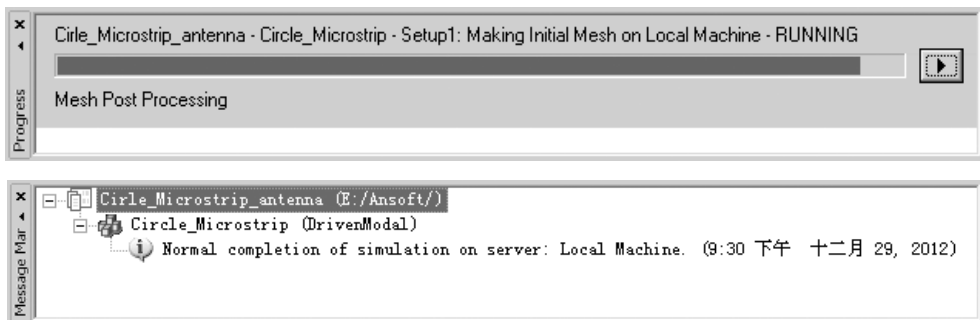 Cirle_Microstrip_antenna - Circle_Microstrip - Setup1: Making Initial Mesh on Local Machine - RUNNING
Mesh Post Processing
Progress
Cirle_Microstrip_antenna (E:/Ansoft/)
Circle_Microstrip (DrivenModal)
Normal completion of simulation on server: Local Machine. (9:30 下午 十二月 29, 2012)
Message Mar